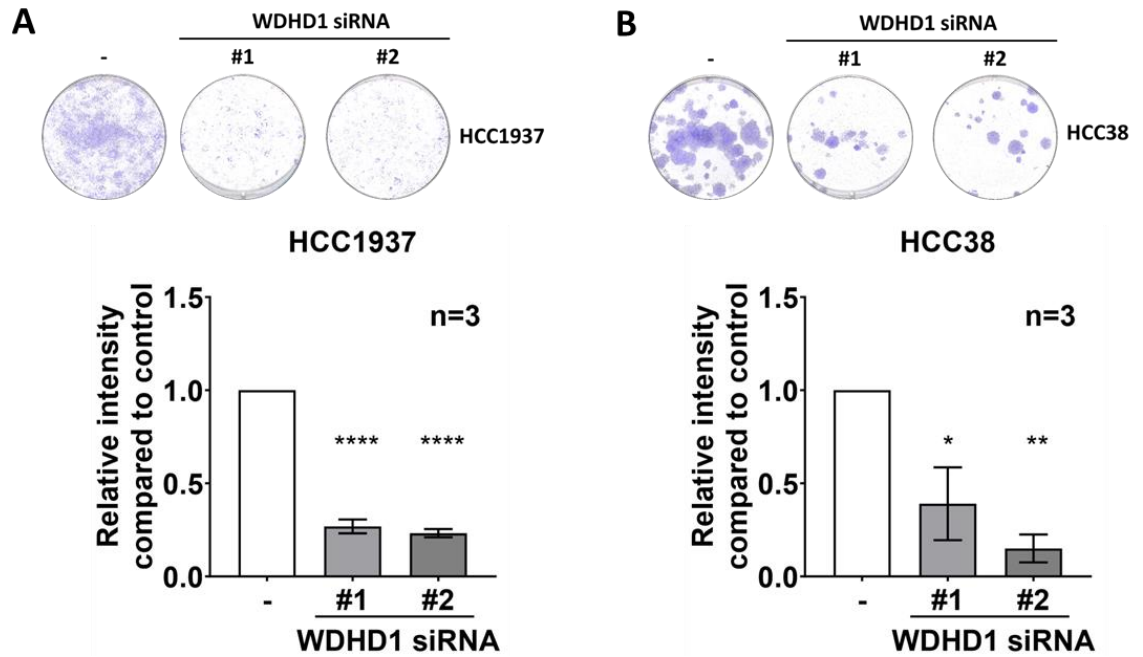 A
WDHD1 siRNA
- #1 #2
HCC1937
HCC1937
Relative intensity
compared to control
1.5
1.0
0.5
0.0
n=3
**** ****
- #1 #2
WDHD1 siRNA
B
WDHD1 siRNA
- #1 #2
HCC38
HCC38
Relative intensity
compared to control
1.5
1.0
0.5
0.0
n=3
* **
- #1 #2
WDHD1 siRNA